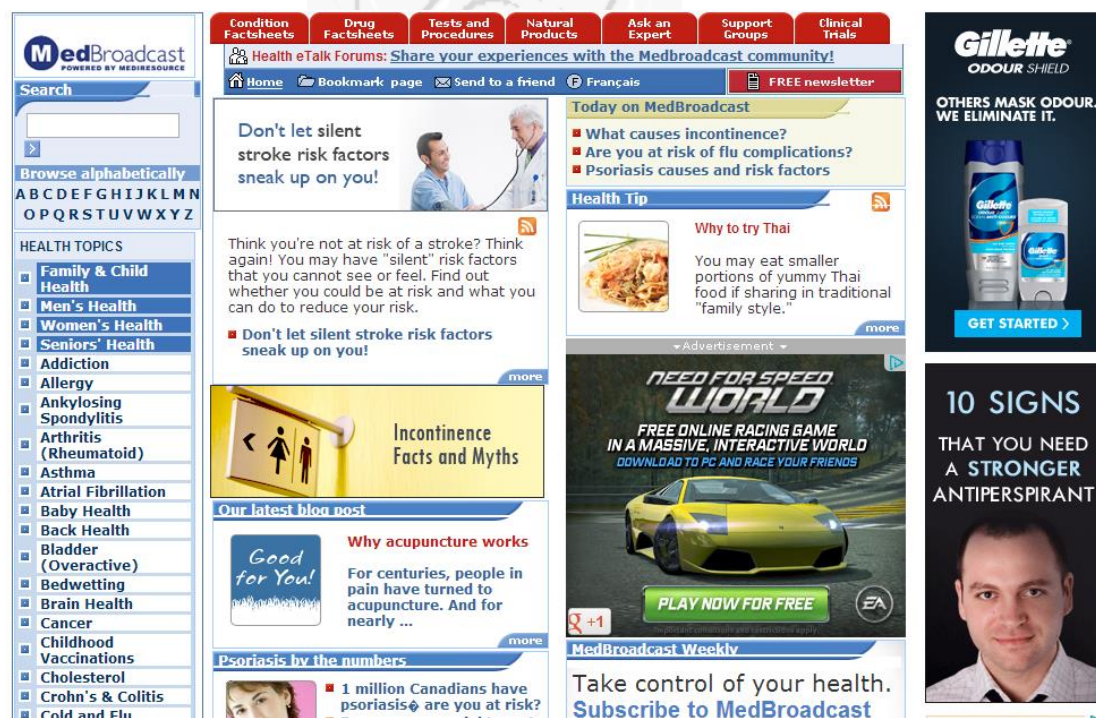 MedBroadcast
POWERED BY MEDIRESOURCE
Search
Browse alphabetically
A B C D E F G H I J K L M N
O P Q R S T U V W X Y Z
HEALTH TOPICS
Family & Child
Health
Men's Health
Women's Health
Seniors' Health
Addiction
Allergy
Ankylosing
Spondylitis
Arthritis
(Rheumatoid)
Asthma
Atrial Fibrillation
Baby Health
Back Health
Bladder
(Overactive)
Bedwetting
Brain Health
Cancer
Childhood
Vaccinations
Cholesterol
Crohn's & Colitis
Cold and Flu
Condition
Factsheets
Drug
Factsheets
Tests and
Procedures
Natural
Products
Ask an
Expert
Support
Groups
Clinical
Trials
Health eTalk Forums: Share your experiences with the Medbroadcast community!
Home Bookmark page Send to a friend F Français FREE newsletter
Don't let silent
stroke risk factors
sneak up on you!
Think you're not at risk of a stroke? Think
again! You may have "silent" risk factors
that you cannot see or feel. Find out
whether you could be at risk and what you
can do to reduce your risk.
Don't let silent stroke risk factors
sneak up on you!
more
Incontinence
Facts and Myths
Our latest blog post
Good
for You!
Why acupuncture works
For centuries, people in
pain have turned to
acupuncture. And for
nearly ...
more
Psoriasis by the numbers
1 million Canadians have
psoriasis� are you at risk?
Today on MedBroadcast
What causes incontinence?
Are you at risk of flu complications?
Psoriasis causes and risk factors
Health Tip
Why to try Thai
You may eat smaller
portions of yummy Thai
food if sharing in traditional
"family style."
more
Advertisement
NEED FOR SPEED
WORLD
FREE ONLINE RACING GAME
IN A MASSIVE, INTERACTIVE WORLD
DOWNLOAD TO PC AND RACE YOUR FRIENDS
PLAY NOW FOR FREE
EA
g +1
MedBroadcast Weekly
Take control of your health.
Subscribe to MedBroadcast
Gillette
ODOUR SHIELD
OTHERS MASK ODOUR.
WE ELIMINATE IT.
Gillette
Gillette
GET STARTED >
10 SIGNS
THAT YOU NEED
A STRONGER
ANTIPERSPIRANT